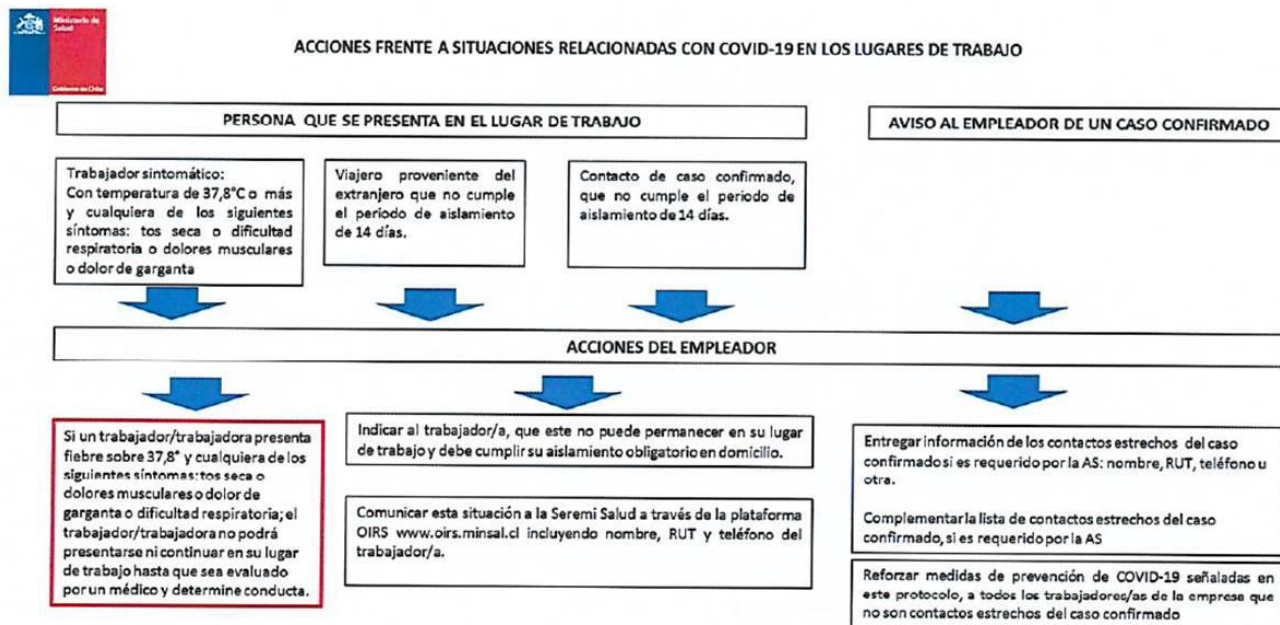 Ministerio de
Salud
Gobierno de Chile
ACCIONES FRENTE A SITUACIONES RELACIONADAS CON COVID-19 EN LOS LUGARES DE TRABAJO
PERSONA QUE SE PRESENTA EN EL LUGAR DE TRABAJO
AVISO AL EMPLEADOR DE UN CASO CONFIRMADO
Trabajador sintomático:
Con temperatura de 37,8°C o más
y cualquiera de los siguientes
síntomas: tos seca o dificultad
respiratoria o dolores musculares
o dolor de garganta
Viajero proveniente del
extranjero que no cumple
el periodo de aislamiento
de 14 días.
Contacto de caso confirmado,
que no cumple el periodo de
aislamiento de 14 días.
ACCIONES DEL EMPLEADOR
Si un trabajador/trabajadora presenta
fiebre sobre 37,8° y cualquiera de los
siguientes síntomas: tos seca o
dolores musculares o dolor de
garganta o dificultad respiratoria; el
trabajador/trabajadora no podrá
presentarse ni continuar en su lugar
de trabajo hasta que sea evaluado
por un médico y determine conducta.
Indicar al trabajador/a, que este no puede permanecer en su lugar
de trabajo y debe cumplir su aislamiento obligatorio en domicilio.
Comunicar esta situación a la Seremi Salud a través de la plataforma
OIRS www.oirs.minsal.cl incluyendo nombre, RUT y teléfono del
trabajador/a.
Entregar información de los contactos estrechos del caso
confirmado si es requerido por la AS: nombre, RUT, teléfono u
otra.
Complementar la lista de contactos estrechos del caso
confirmado, si es requerido por la AS
Reforzar medidas de prevención de COVID-19 señaladas en
este protocolo, a todos los trabajadores/as de la empresa que
no son contactos estrechos del caso confirmado